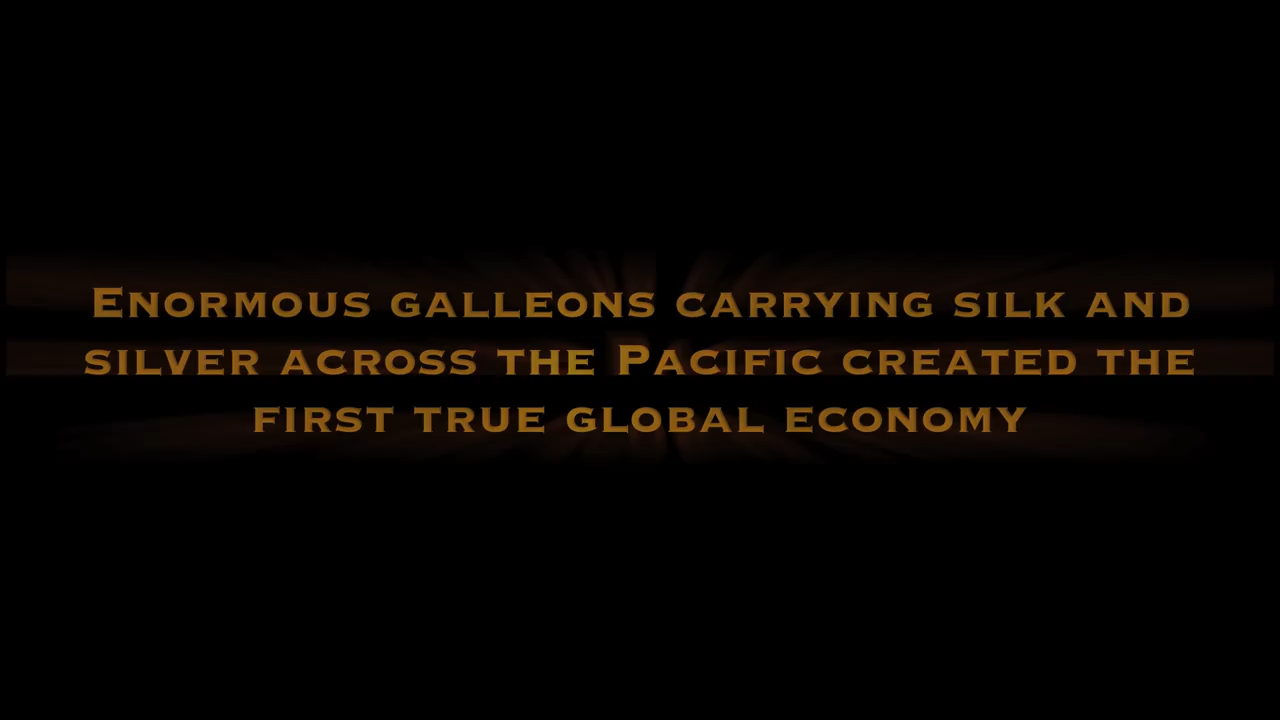 Enormous galleons carrying silk and
silver across the Pacific created the
first true global economy